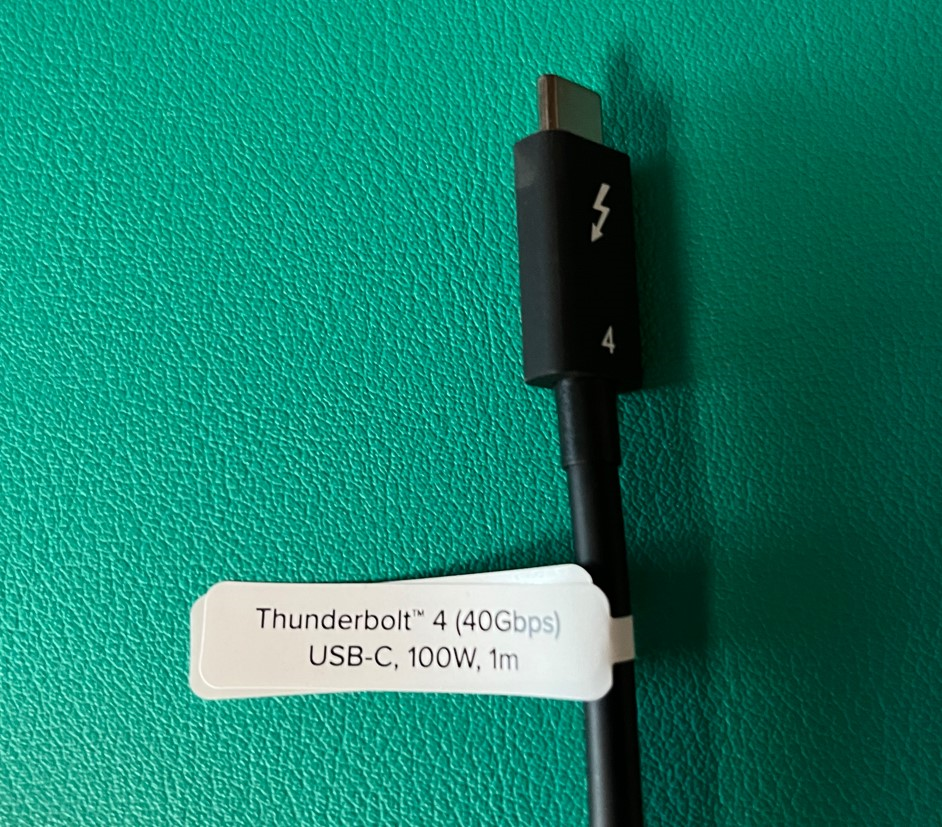 4
Thunderbolt™ 4 (40Gbps)
USB-C, 100W, 1m